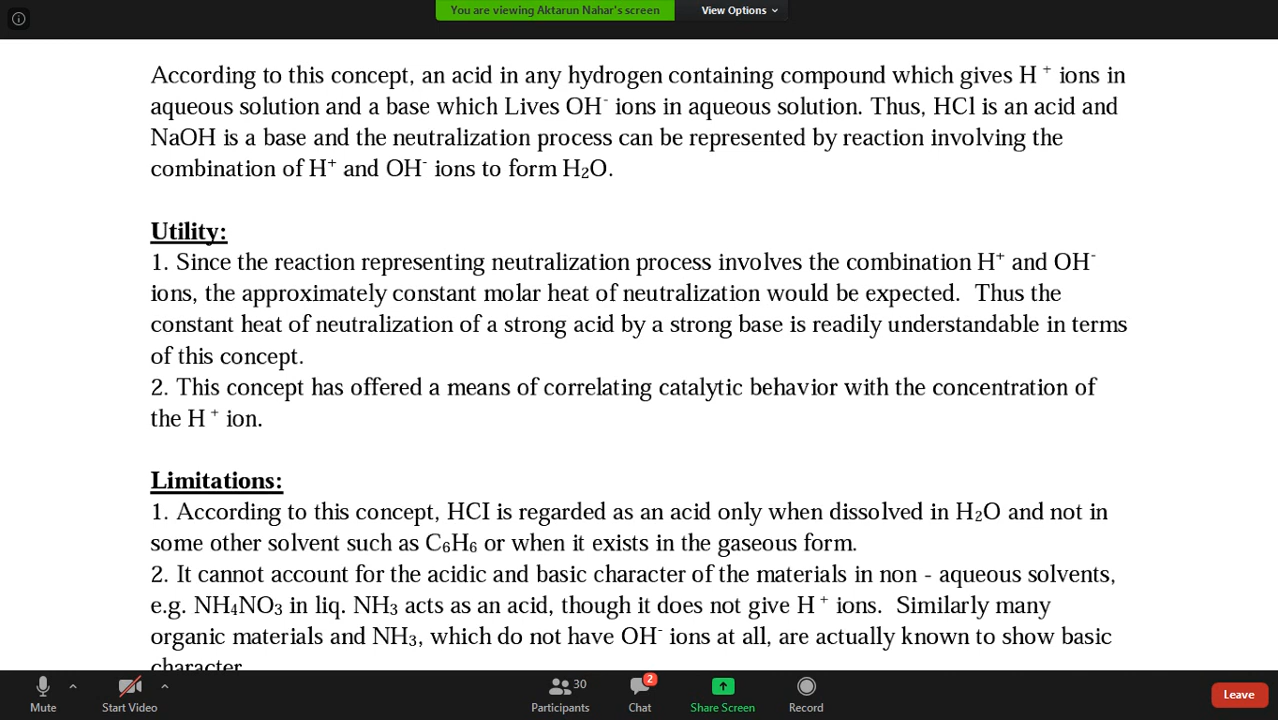 You are viewing Aktarun Nahar's screen
View Options
According to this concept, an acid in any hydrogen containing compound which gives H⁺ ions in
aqueous solution and a base which Lives OH⁻ ions in aqueous solution. Thus, HCl is an acid and
NaOH is a base and the neutralization process can be represented by reaction involving the
combination of H⁺ and OH⁻ ions to form H₂O.
Utility:
1. Since the reaction representing neutralization process involves the combination H⁺ and OH⁻
ions, the approximately constant molar heat of neutralization would be expected. Thus the
constant heat of neutralization of a strong acid by a strong base is readily understandable in terms
of this concept.
2. This concept has offered a means of correlating catalytic behavior with the concentration of
the H⁺ ion.
Limitations:
1. According to this concept, HCI is regarded as an acid only when dissolved in H₂O and not in
some other solvent such as C₆H₆ or when it exists in the gaseous form.
2. It cannot account for the acidic and basic character of the materials in non - aqueous solvents,
e.g. NH₄NO₃ in liq. NH₃ acts as an acid, though it does not give H⁺ ions. Similarly many
organic materials and NH₃, which do not have OH⁻ ions at all, are actually known to show basic
character
Mute
Start Video
30
Participants
2
Chat
Share Screen
Record
Leave